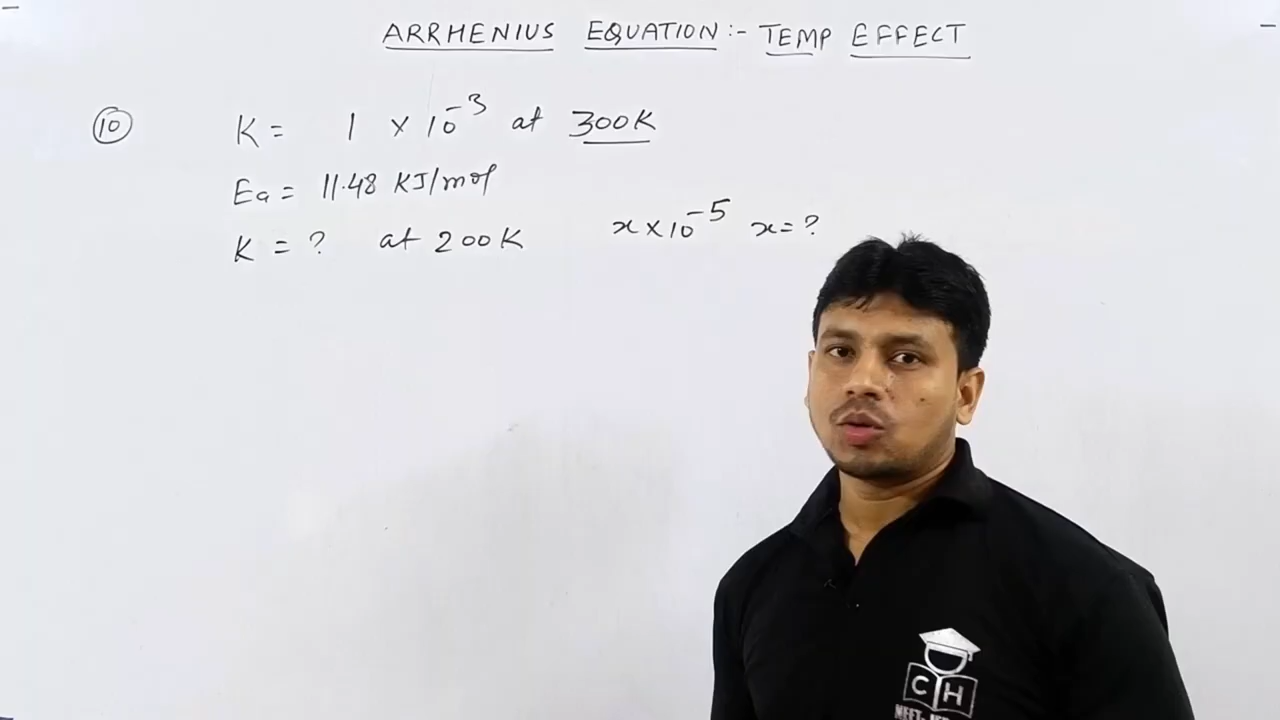 ARRHENIUS EQUATION:- TEMP EFFECT
10 K = 1 × 10⁻³ at 300K
Ea = 11.48 KJ/mol
K = ? at 200K x×10⁻⁵ x=?
C H